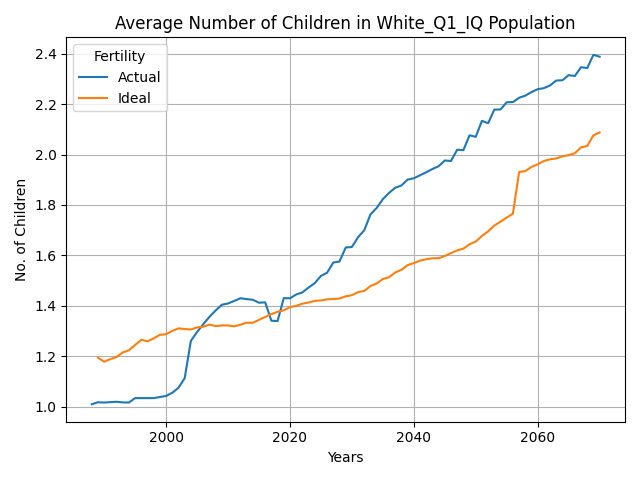 Average Number of Children in White_Q1_IQ Population
Fertility
Actual
Ideal
No. of Children
2.4
2.2
2.0
1.8
1.6
1.4
1.2
1.0
2000
2020
2040
2060
Years